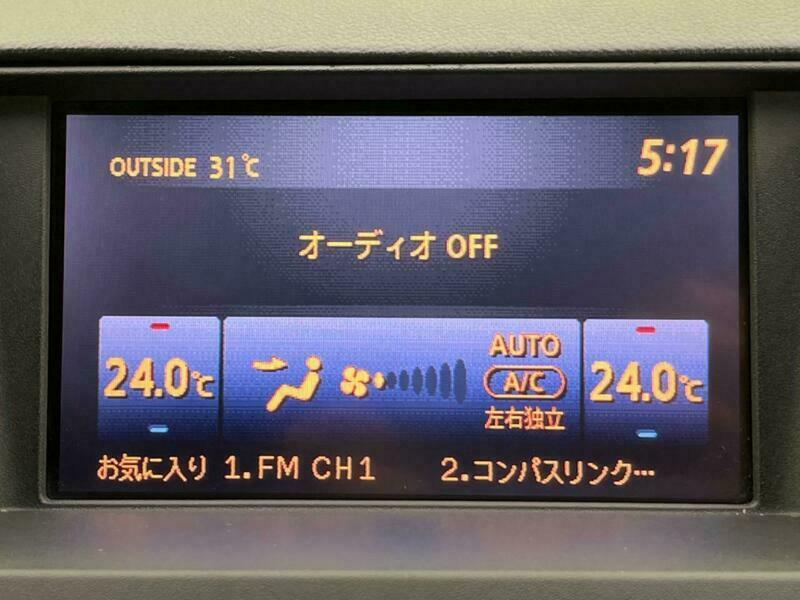 OUTSIDE 31℃
5:17
オーディオ OFF
24.0℃
AUTO
A/C
左右独立
24.0℃
お気に入り 1.FM CH1
2.コンパスリンク…